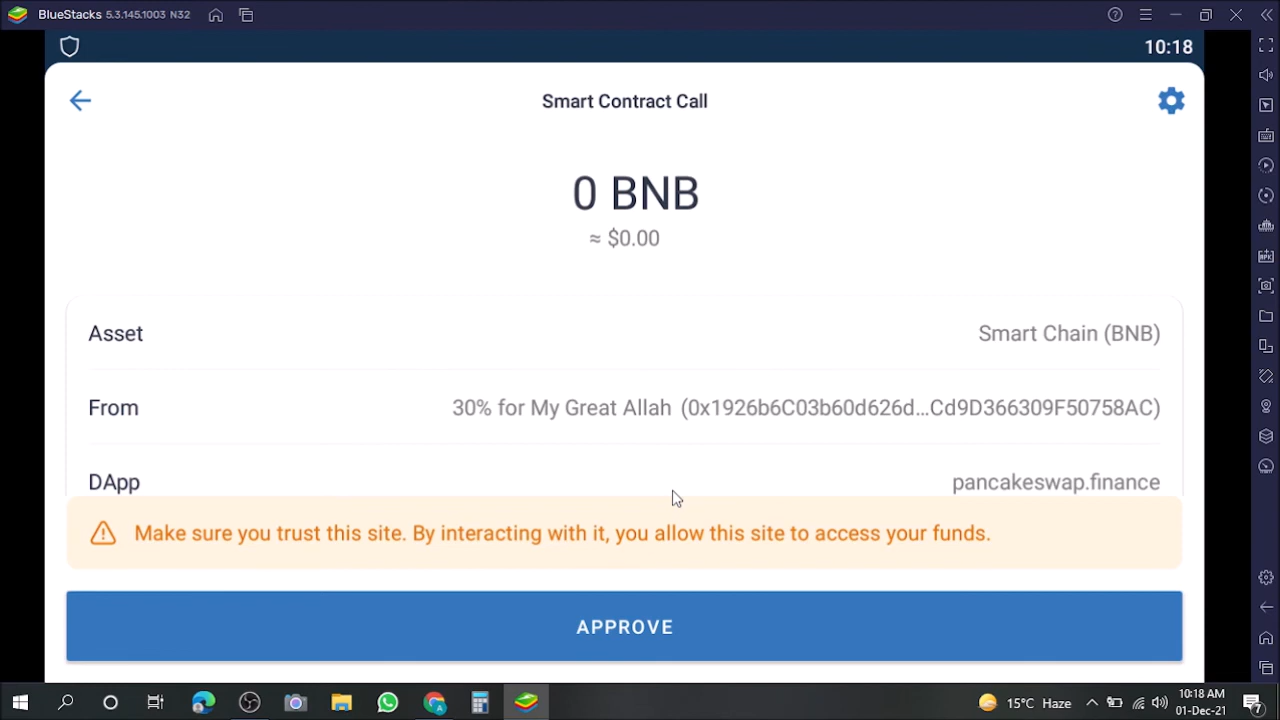 BlueStacks 5.3.145.1003 N32
10:18
Smart Contract Call
0 BNB
≈ $0.00
Asset
Smart Chain (BNB)
From
30% for My Great Allah (0x1926b6C03b60d626d...Cd9D366309F50758AC)
DApp
pancakeswap.finance
Make sure you trust this site. By interacting with it, you allow this site to access your funds.
APPROVE
15°C Haze
10:18 AM
01-Dec-21
7